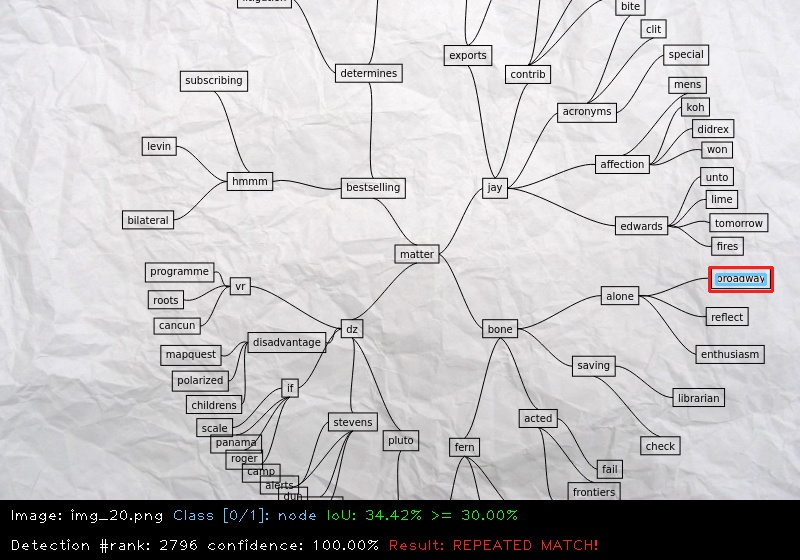 litigation
bite
clit
exports
special
determines
contrib
subscribing
mens
acronyms
koh
didrex
levin
won
affection
hmmm
bestselling
jay
unto
lime
bilateral
edwards
tomorrow
fires
matter
programme
broadway
vr
alone
roots
reflect
cancun
dz
bone
disadvantage
mapquest
enthusiasm
saving
polarized
if
librarian
childrens
stevens
acted
scale
pluto
panama
fern
check
roger
camp
fail
alerts
frontiers
Image: img_20.png Class [0/1]: node IoU: 34.42% >= 30.00%
Detection #rank: 2796 confidence: 100.00% Result: REPEATED MATCH!